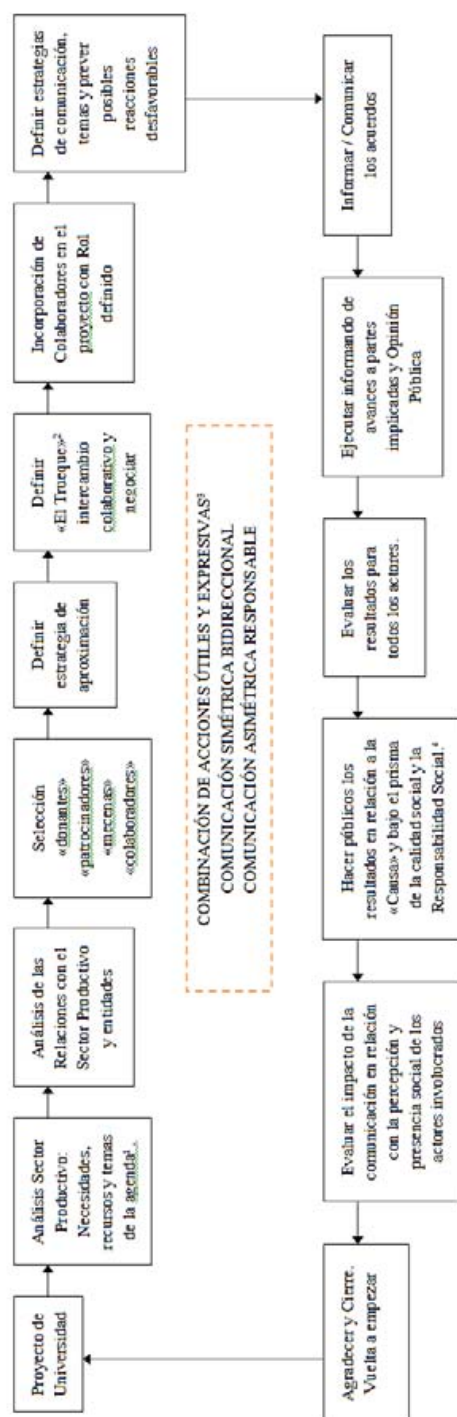 Proyecto de
Universidad
Análisis Sector
Productivo:
Necesidades,
recursos y temas
de la agenda¹.
Análisis de las
Relaciones con el
Sector Productivo
y entidades
Selección
«donantes»
«patrocinadores»
«mecenas»
«colaboradores»
Definir
estrategia de
aproximación
Definir
«El Trueque»²
intercambio
colaborativo y
negociar
Incorporación de
Colaboradores en el
proyecto con Rol
definido
Definir estrategias
de comunicación,
temas y prever
posibles
reacciones
desfavorables
COMBINACIÓN DE ACCIONES ÚTILES Y EXPRESIVAS³
COMUNICACIÓN SIMÉTRICA BIDIRECCIONAL
COMUNICACIÓN ASIMÉTRICA RESPONSABLE
Informar / Comunicar
los acuerdos
Ejecutar informando de
avances a partes
implicadas y Opinión
Pública
Evaluar los
resultados para
todos los actores.
Hacer públicos los
resultados en relación a la
«Causa» y bajo el prisma
de la calidad social y la
Responsabilidad Social.⁴
Evaluar el impacto de la
comunicación en relación
con la percepción y
presencia social de los
actores involucrados
Agradecer y Cierre.
Vuelta a empezar